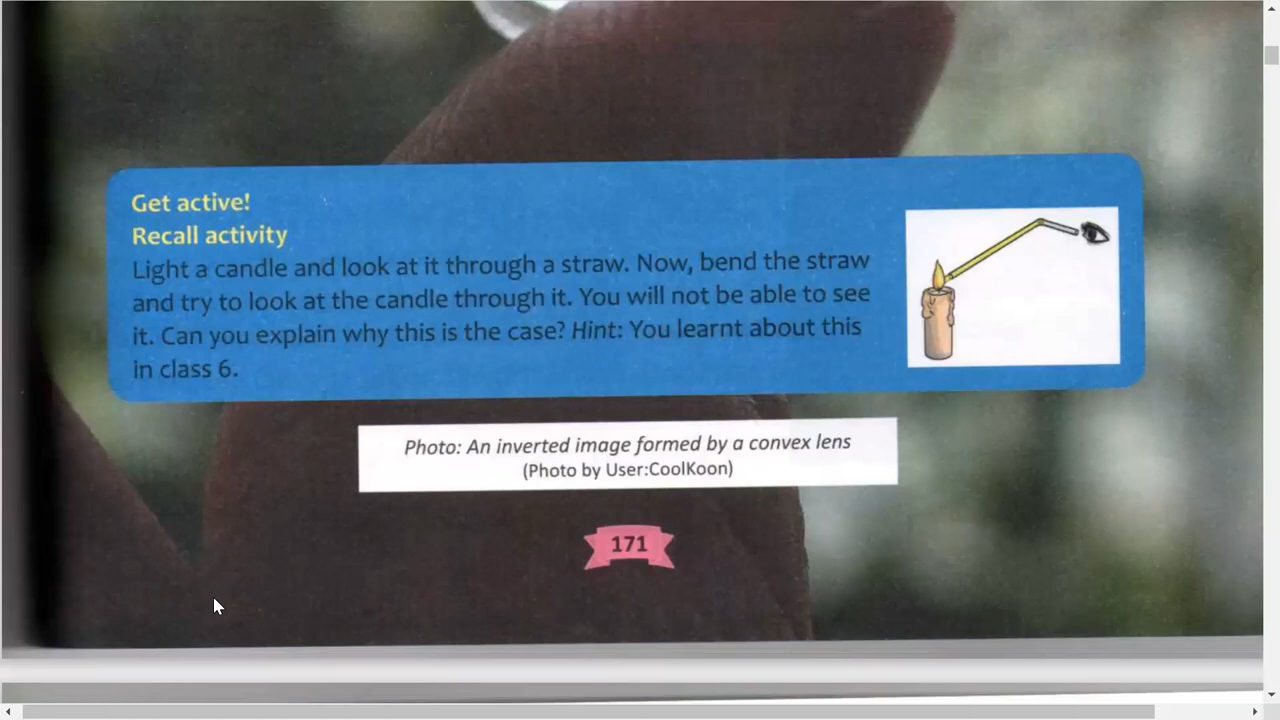 Get active!
Recall activity
Light a candle and look at it through a straw. Now, bend the straw
and try to look at the candle through it. You will not be able to see
it. Can you explain why this is the case? Hint: You learnt about this
in class 6.
Photo: An inverted image formed by a convex lens
(Photo by User:CoolKoon)
171